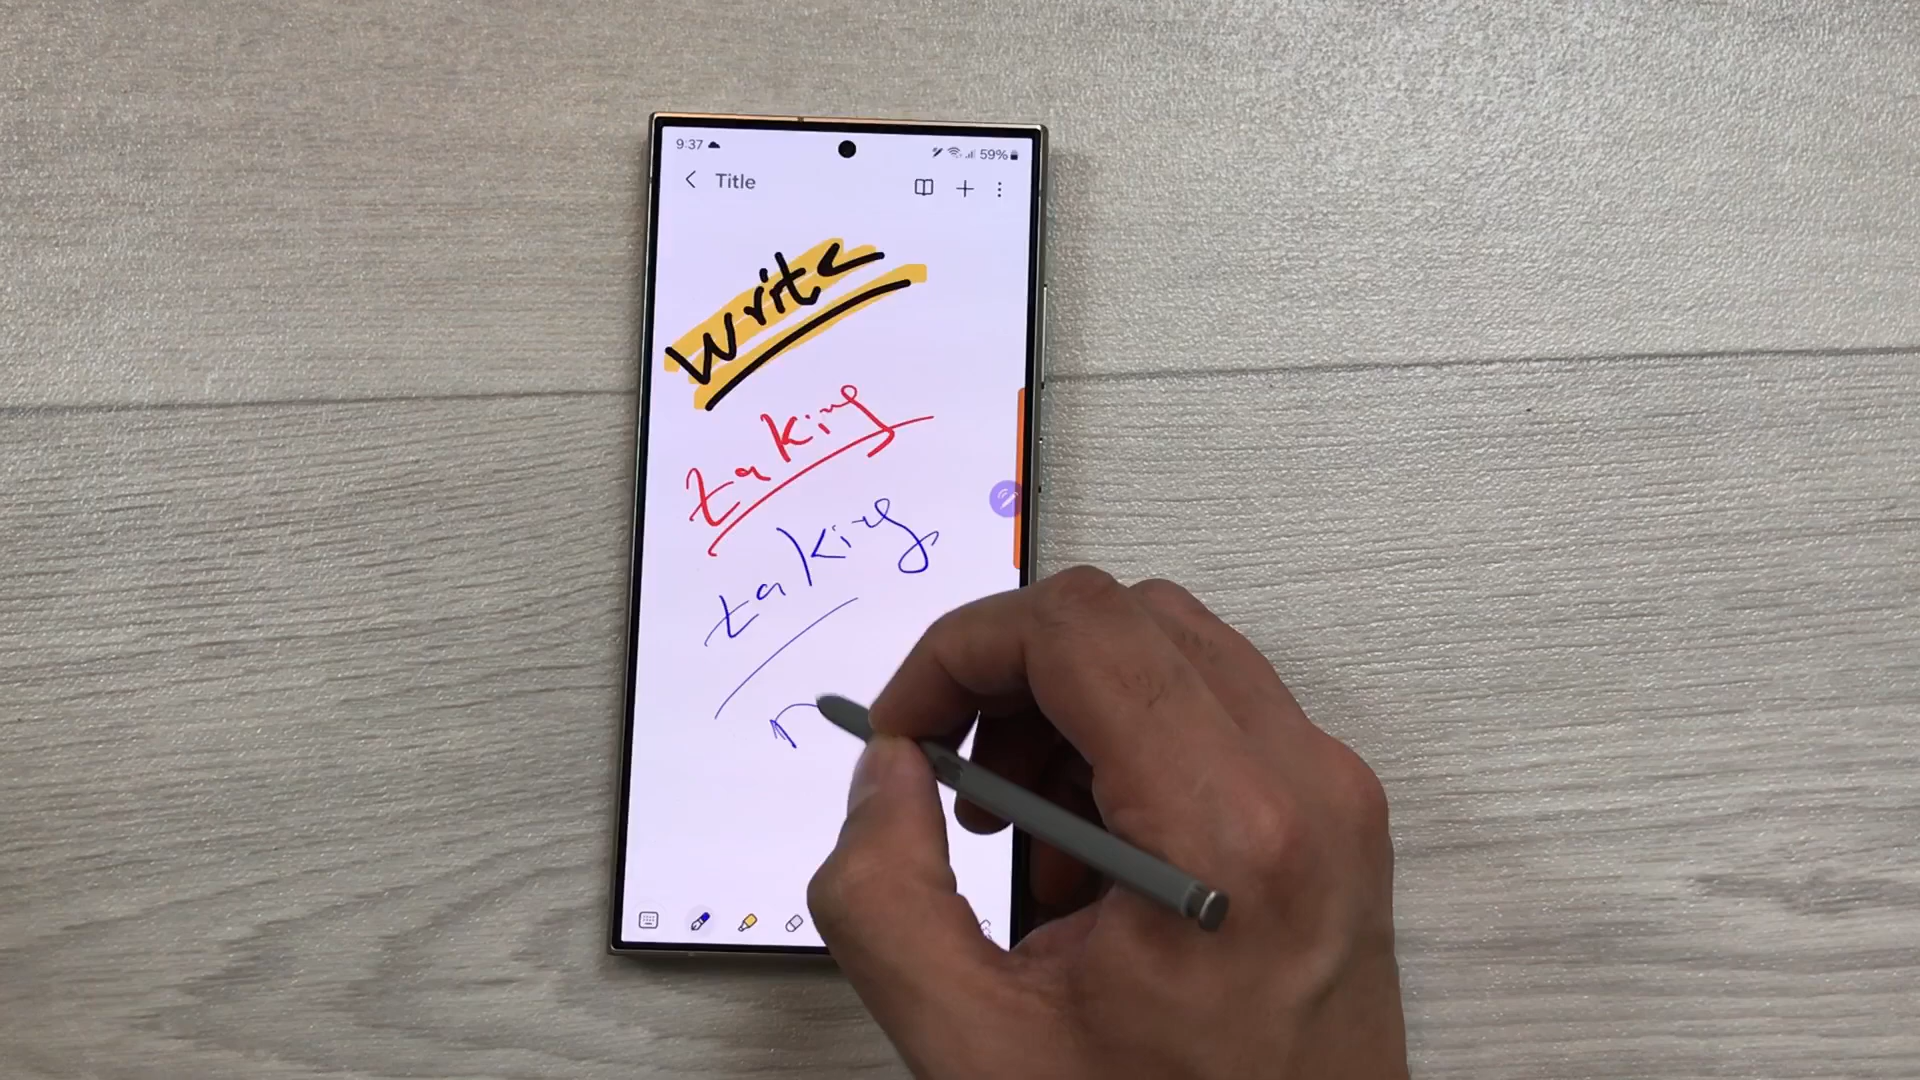 9:37 59%
Title
Write
taking
taking